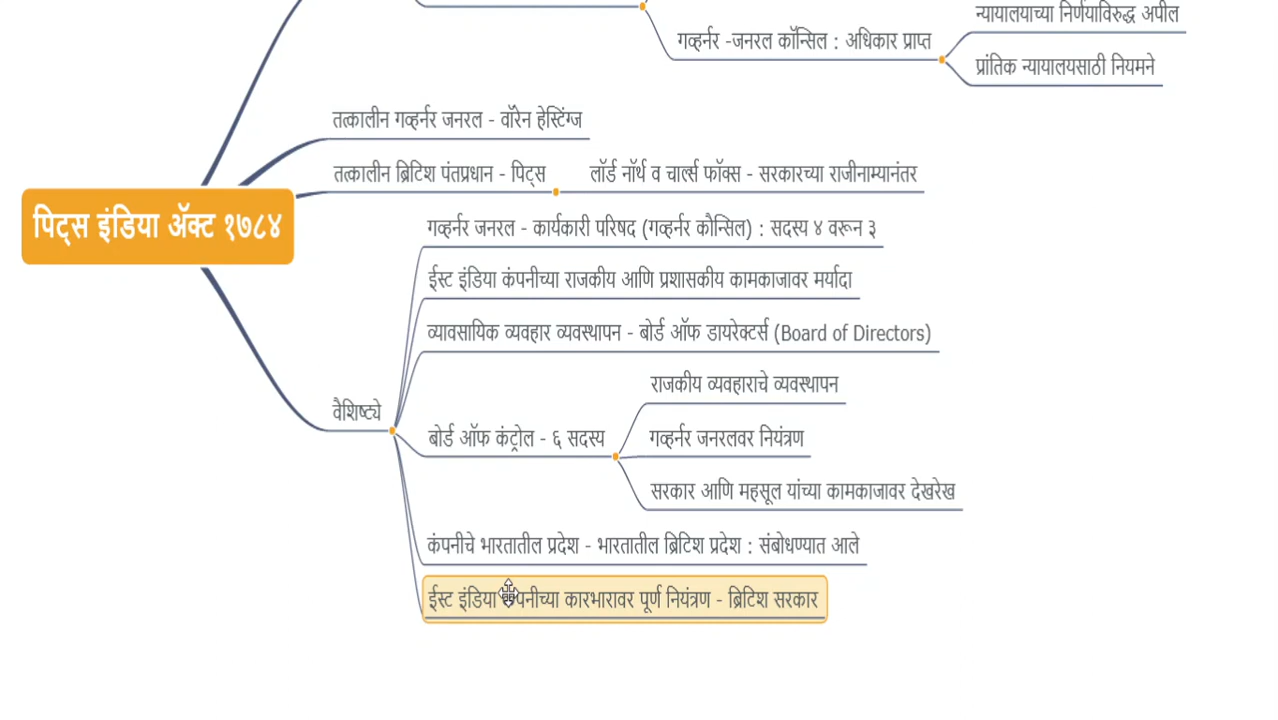 न्यायालयाच्या निर्णयाविरुद्ध अपील
गव्हर्नर -जनरल कॉन्सिल : अधिकार प्राप्त
प्रांतिक न्यायालयसाठी नियमने
तत्कालीन गव्हर्नर जनरल - वॉरेन हेस्टिंग्ज
तत्कालीन ब्रिटिश पंतप्रधान - पिट्स
लॉर्ड नॉर्थ व चार्ल्स फॉक्स - सरकारच्या राजीनाम्यानंतर
पिट्स इंडिया ॲक्ट १७८४
गव्हर्नर जनरल - कार्यकारी परिषद (गव्हर्नर कौन्सिल) : सदस्य ४ वरून ३
ईस्ट इंडिया कंपनीच्या राजकीय आणि प्रशासकीय कामकाजावर मर्यादा
व्यावसायिक व्यवहार व्यवस्थापन - बोर्ड ऑफ डायरेक्टर्स (Board of Directors)
वैशिष्ट्ये
बोर्ड ऑफ कंट्रोल - ६ सदस्य
राजकीय व्यवहाराचे व्यवस्थापन
गव्हर्नर जनरलवर नियंत्रण
सरकार आणि महसूल यांच्या कामकाजावर देखरेख
कंपनीचे भारतातील प्रदेश - भारतातील ब्रिटिश प्रदेश : संबोधण्यात आले
ईस्ट इंडिया कंपनीच्या कारभारावर पूर्ण नियंत्रण - ब्रिटिश सरकार